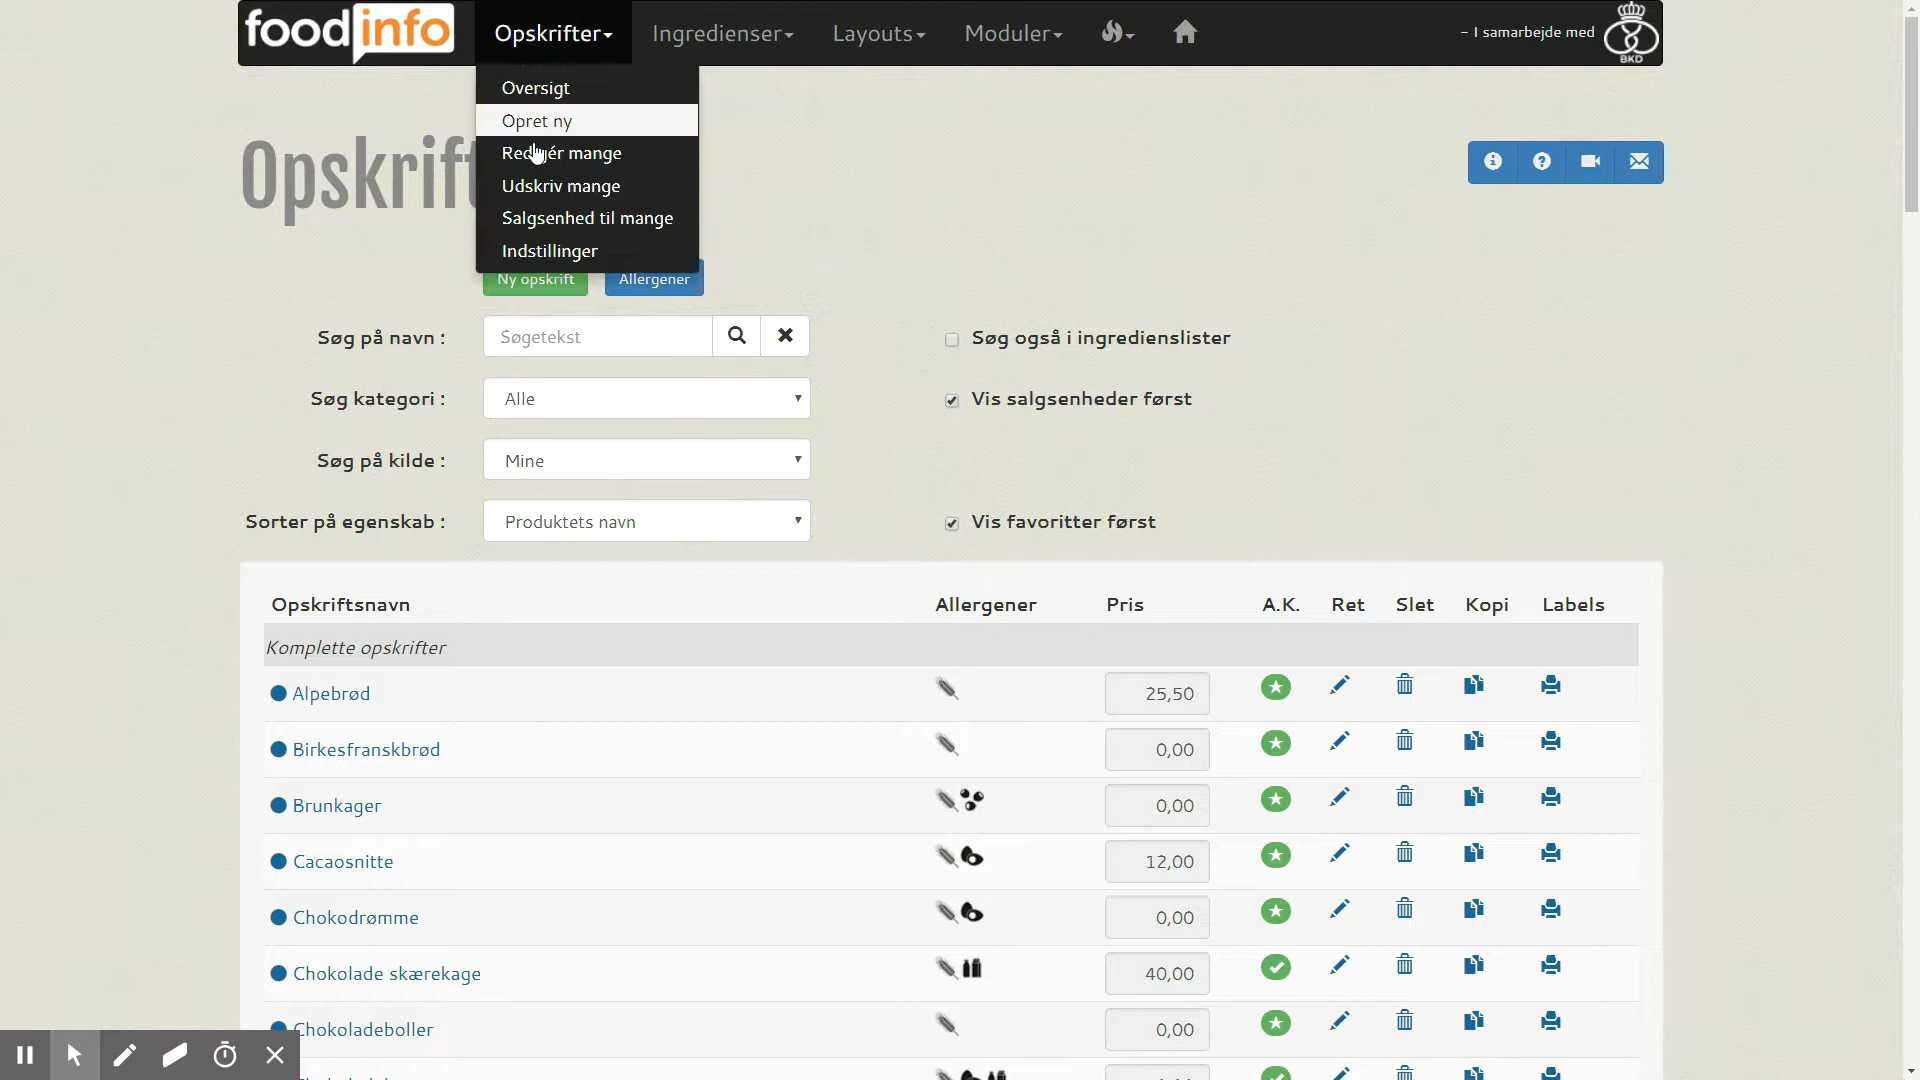 foodinfo
Opskrifter
Ingredienser
Layouts
Moduler
– I samarbejde med
BKD
Oversigt
Opret ny
mange
Udskriv mange
Salgsenhed til mange
Indstillinger
Ny opskrift
Allergener
Søg på navn :
Søgetekst
Søg også i ingredienslister
Søg kategori :
Alle
Vis salgsenheder først
Søg på kilde :
Mine
Sorter på egenskab :
Produktets navn
Vis favoritter først
Opskriftsnavn Allergener Pris A.K. Ret Slet Kopi Labels
Komplette opskrifter
Alpebrød 25,50
Birkesfranskbrød 0,00
Brunkager 0,00
Cacaosnitte 12,00
Chokodrømme 0,00
Chokolade skærekage 40,00
Chokoladeboller 0,00